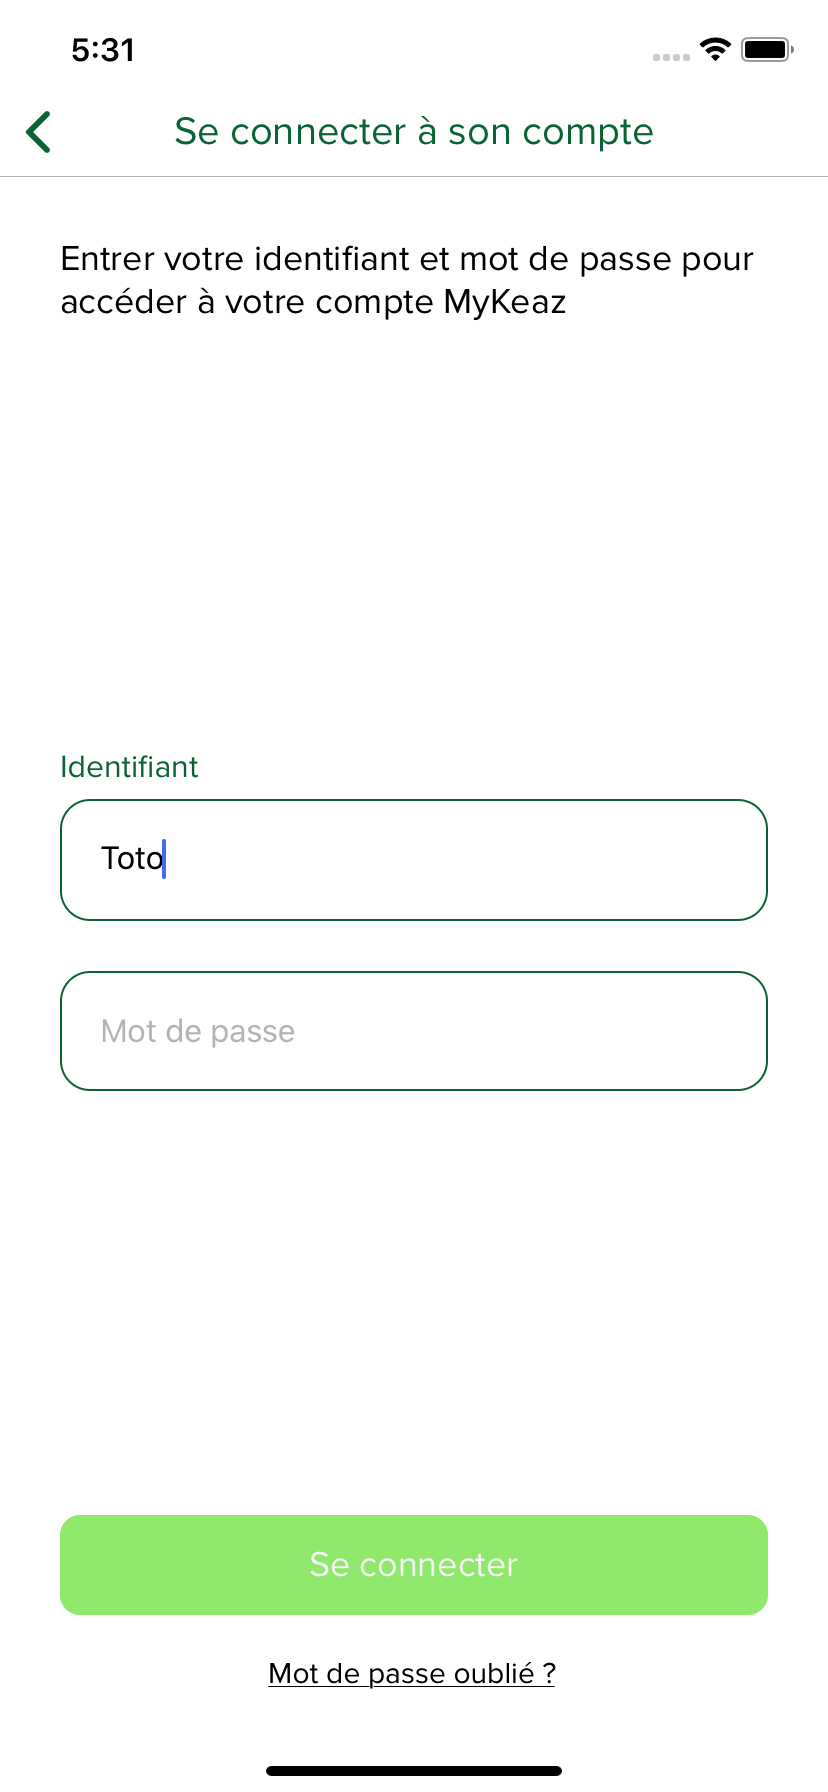 5:31
Se connecter à son compte
Entrer votre identifiant et mot de passe pour
accéder à votre compte MyKeaz
Identifiant
Toto
Mot de passe
Se connecter
Mot de passe oublié ?